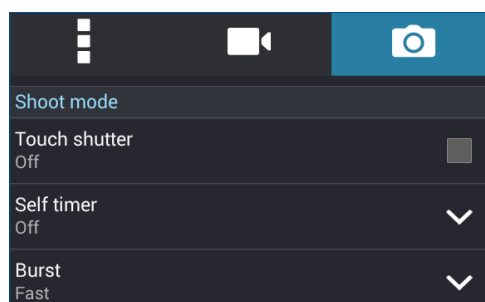 Shoot mode
Touch shutter
Off
Self timer
Off
Burst
Fast